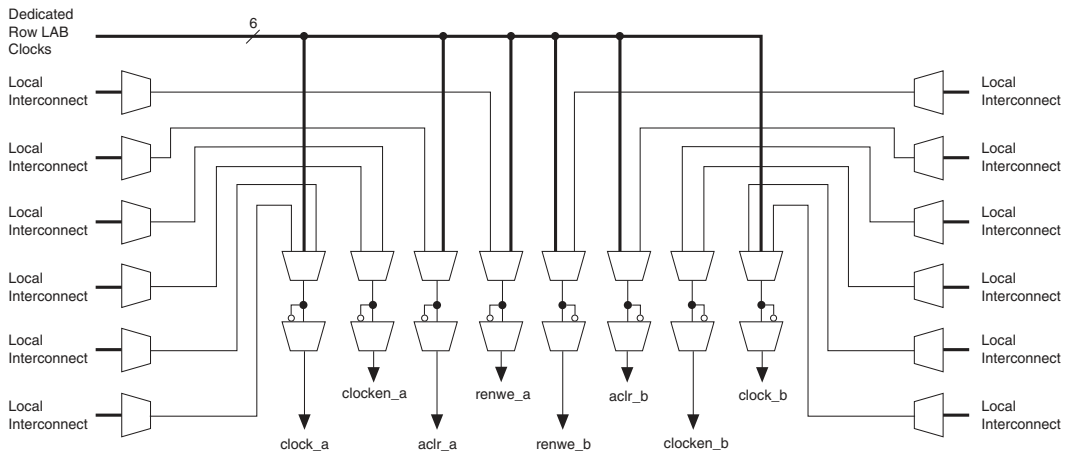 Dedicated
Row LAB
Clocks
6
Local
Interconnect
Local
Interconnect
Local
Interconnect
Local
Interconnect
Local
Interconnect
Local
Interconnect
Local
Interconnect
Local
Interconnect
Local
Interconnect
Local
Interconnect
Local
Interconnect
Local
Interconnect
clocken_a
renwe_a
aclr_b
clock_b
clock_a
aclr_a
renwe_b
clocken_b